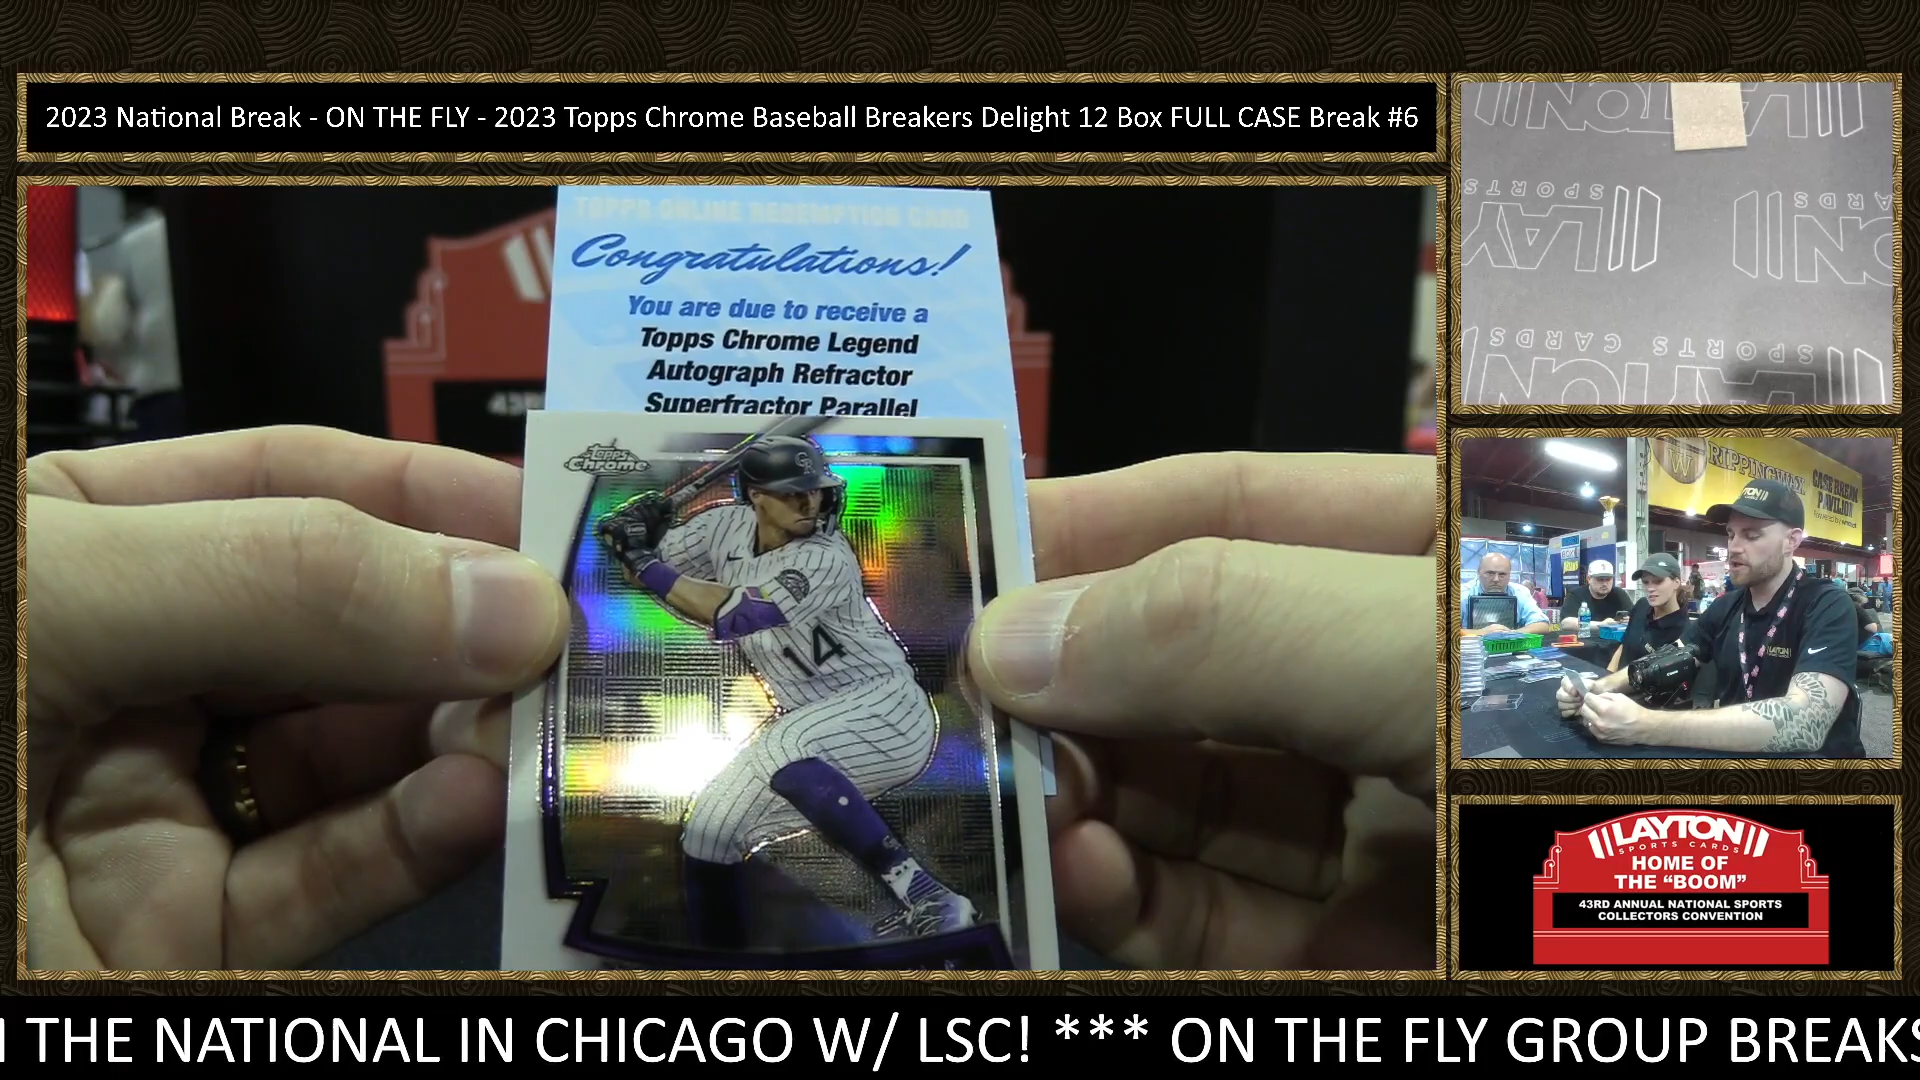 2023 National Break - ON THE FLY - 2023 Topps Chrome Baseball Breakers Delight 12 Box FULL CASE Break #6
TOPPS ONLINE REDEMPTION CARD
Congratulations!
You are due to receive a
Topps Chrome Legend
Autograph Refractor
Superfractor Parallel
Topps
Chrome
14
43R
LAYTON
SPORTS CARDS
LAYTON
SPORTS
CARDS
RIPPINGWAX
CASE BREAK
PAVILION
LAYTON
LAYTON
SPORTS CARDS
HOME OF
THE “BOOM”
43RD ANNUAL NATIONAL SPORTS
COLLECTORS CONVENTION
THE NATIONAL IN CHICAGO W/ LSC! *** ON THE FLY GROUP BREAKS